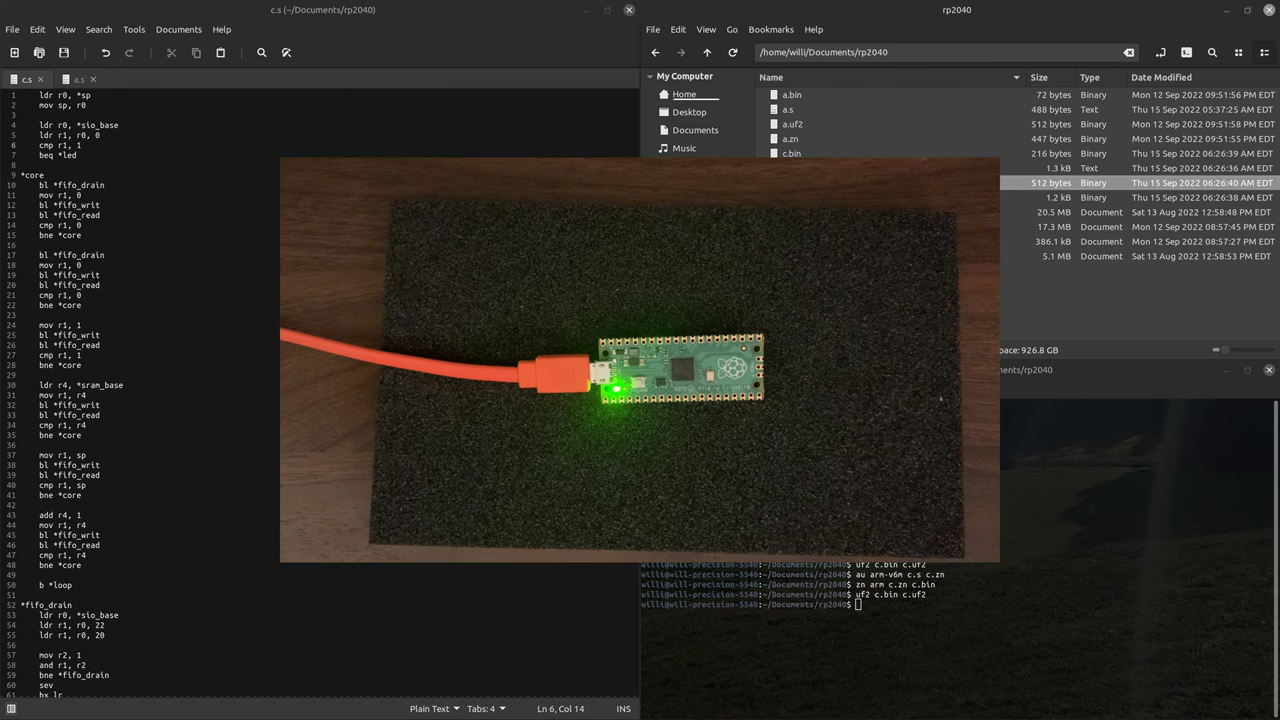 c.s (~/Documents/rp2040)
File Edit View Search Tools Documents Help
c.s a.s
1 ldr r0, *sp
2 mov sp, r0
3
4 ldr r0, *sio_base
5 ldr r1, r0, 0
6 cmp r1, 1
7 beq *led
8
9 *core
10 bl *fifo_drain
11 mov r1, 0
12 bl *fifo_writ
13 bl *fifo_read
14 cmp r1, 0
15 bne *core
16
17 bl *fifo_drain
18 mov r1, 0
19 bl *fifo_writ
20 bl *fifo_read
21 cmp r1, 0
22 bne *core
23
24 mov r1, 1
25 bl *fifo_writ
26 bl *fifo_read
27 cmp r1, 1
28 bne *core
29
30 ldr r4, *sram_base
31 mov r1, r4
32 bl *fifo_writ
33 bl *fifo_read
34 cmp r1, r4
35 bne *core
36
37 mov r1, sp
38 bl *fifo_writ
39 bl *fifo_read
40 cmp r1, sp
41 bne *core
42
43 add r4, 1
44 mov r1, r4
45 bl *fifo_writ
46 bl *fifo_read
47 cmp r1, r4
48 bne *core
49
50 b *loop
51
52 *fifo_drain
53 ldr r0, *sio_base
54 ldr r1, r0, 22
55 ldr r1, r0, 20
56
57 mov r2, 1
58 and r1, r2
59 bne *fifo_drain
60 sev
61 bx lr
Plain Text Tabs: 4 Ln 6, Col 14 INS
rp2040
File Edit View Go Bookmarks Help
/home/willi/Documents/rp2040
My Computer
Home
Desktop
Documents
Music
Name Size Type Date Modified
a.bin 72 bytes Binary Mon 12 Sep 2022 09:51:56 PM EDT
a.s 488 bytes Text Thu 15 Sep 2022 05:37:25 AM EDT
a.uf2 512 bytes Binary Mon 12 Sep 2022 09:51:58 PM EDT
a.zn 447 bytes Binary Mon 12 Sep 2022 09:51:55 PM EDT
c.bin 216 bytes Binary Thu 15 Sep 2022 06:26:39 AM EDT
1.3 kB Text Thu 15 Sep 2022 06:26:36 AM EDT
512 bytes Binary Thu 15 Sep 2022 06:26:40 AM EDT
1.2 kB Binary Thu 15 Sep 2022 06:26:38 AM EDT
20.5 MB Document Sat 13 Aug 2022 12:58:48 PM EDT
17.3 MB Document Mon 12 Sep 2022 08:57:45 PM EDT
386.1 kB Document Mon 12 Sep 2022 08:57:27 PM EDT
5.1 MB Document Sat 13 Aug 2022 12:58:53 PM EDT
pace: 926.8 GB
ments/rp2040
willi@will-precision-5540:~/Documents/rp2040$ uf2 c.bin c.uf2
willi@will-precision-5540:~/Documents/rp2040$ au arm-v6m c.s c.zn
willi@will-precision-5540:~/Documents/rp2040$ zn arm c.zn c.bin
willi@will-precision-5540:~/Documents/rp2040$ uf2 c.bin c.uf2
willi@will-precision-5540:~/Documents/rp2040$